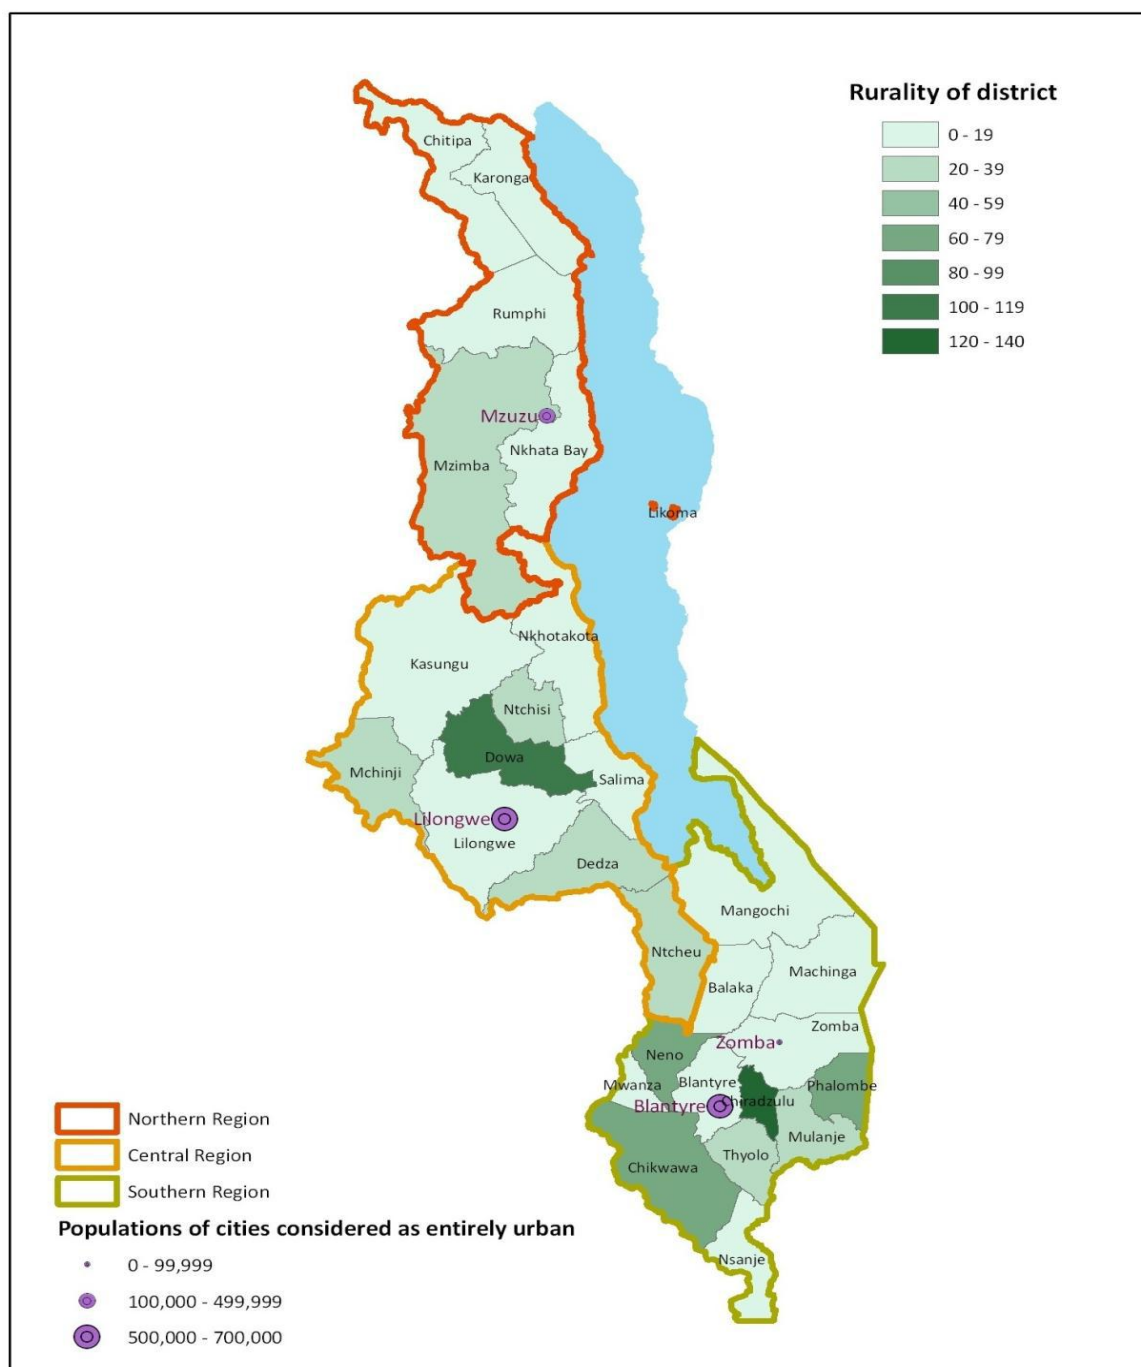 Rurality of district
0 - 19
20 - 39
40 - 59
60 - 79
80 - 99
100 - 119
120 - 140
Chitipa
Karonga
Rumphi
Mzuzu
Nkhata Bay
Mzimba
Likoma
Nkhotakota
Kasungu
Ntchisi
Dowa
Mchinji
Salima
Lilongwe
Lilongwe
Dedza
Mangochi
Ntcheu
Machinga
Balaka
Zomba
Zomba
Neno
Mwanza
Blantyre
Phalombe
Chiradzulu
Blantyre
Mulanje
Thyolo
Chikwawa
Nsanje
Northern Region
Central Region
Southern Region
Populations of cities considered as entirely urban
0 - 99,999
100,000 - 499,999
500,000 - 700,000